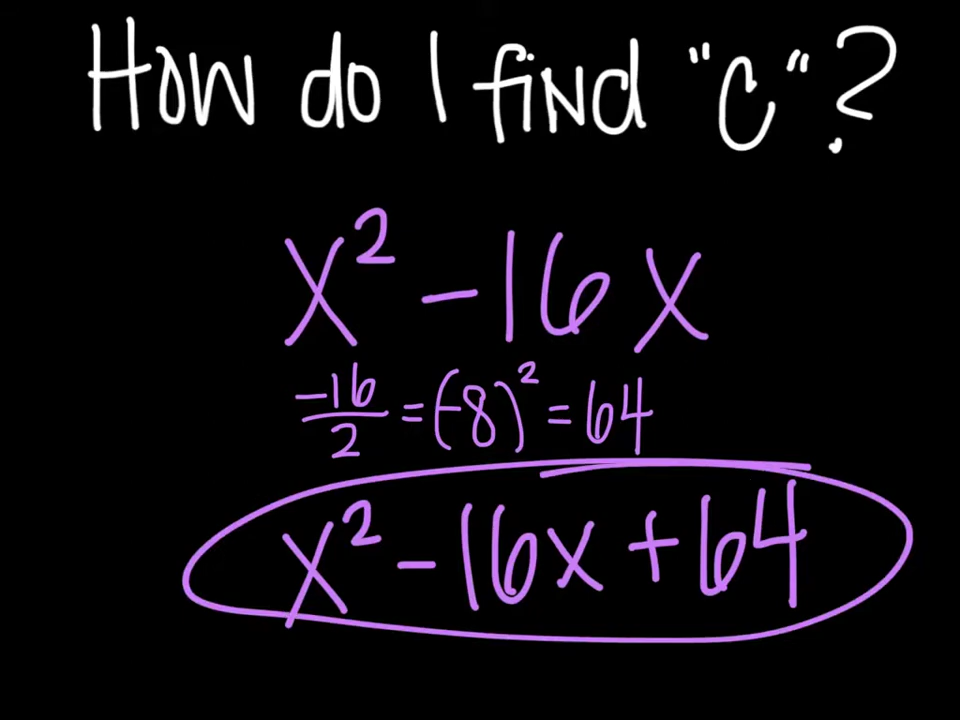 How do I find "C"?
x² - 16x
-16/2 = (-8)² = 64
x² - 16x + 64